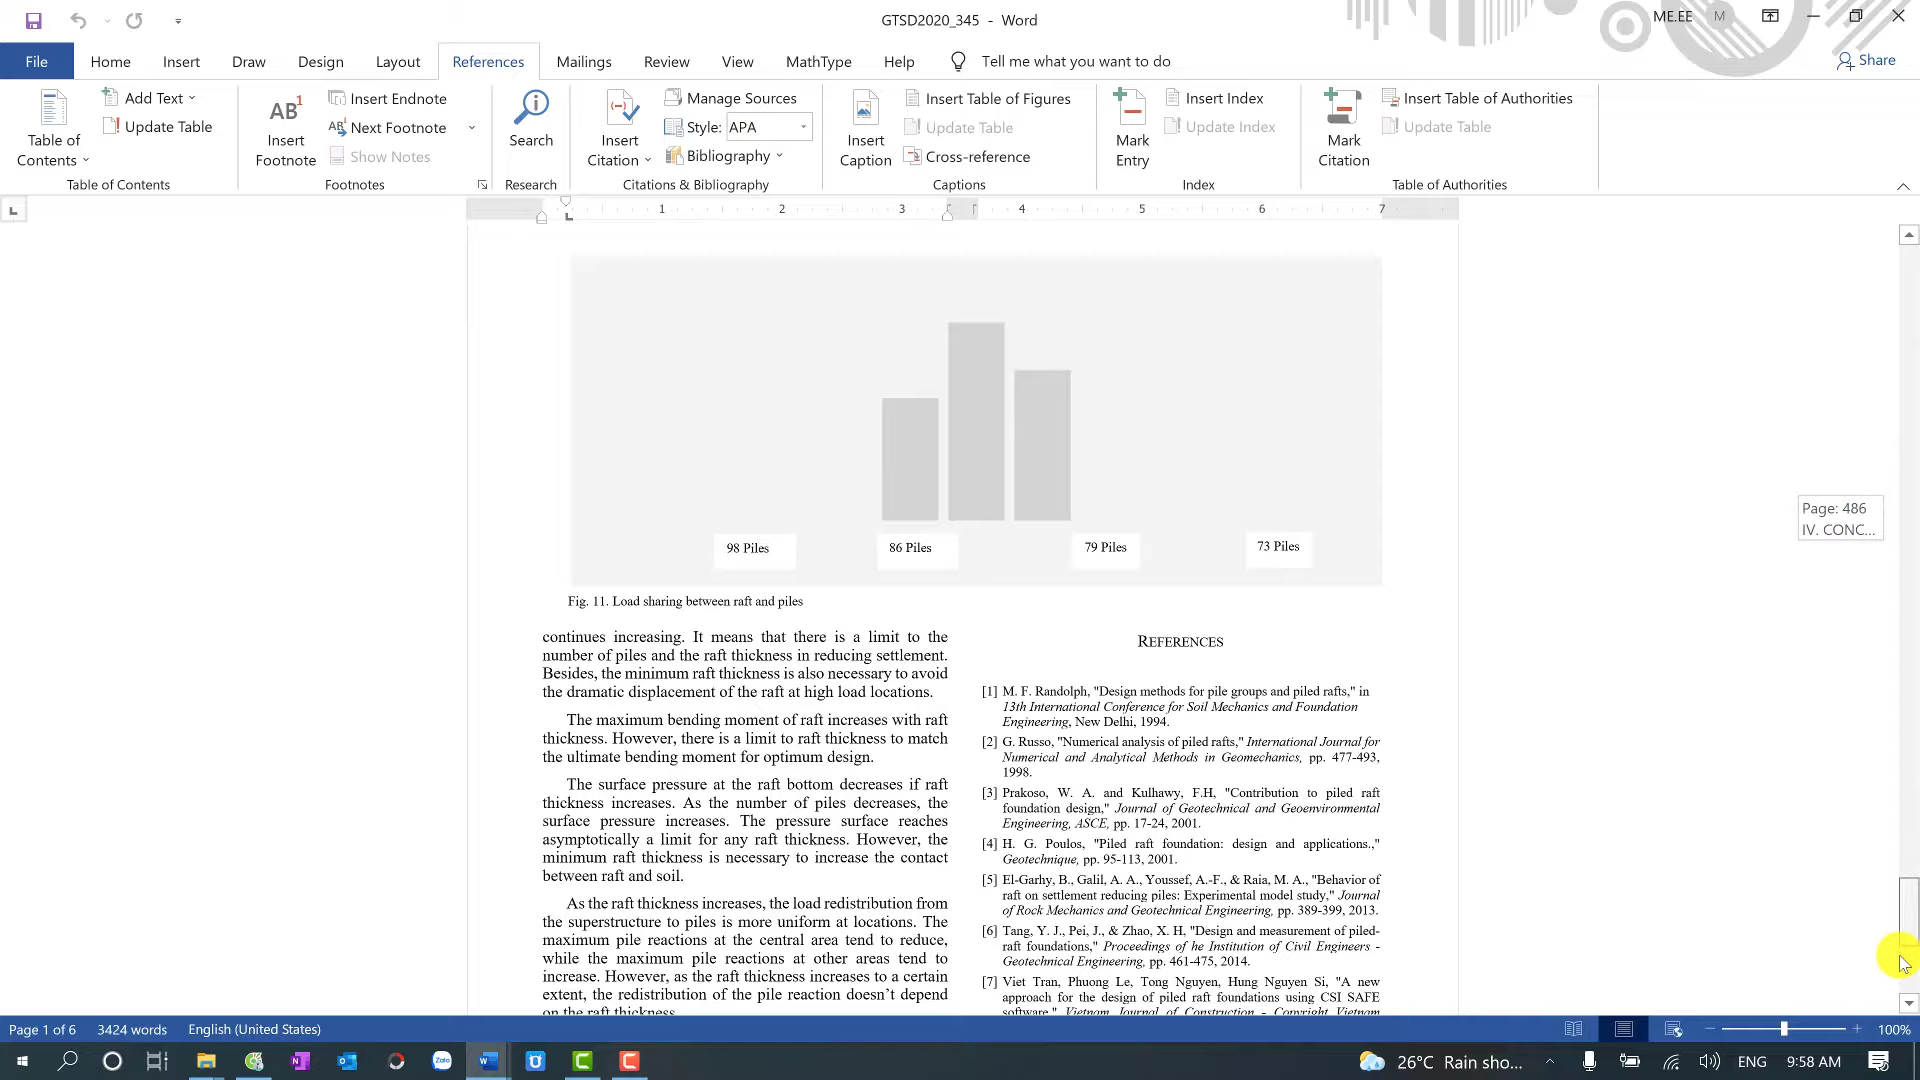 GTSD2020_345 - Word
ME.EE
M
File
Home
Insert
Draw
Design
Layout
References
Mailings
Review
View
MathType
Help
Tell me what you want to do
Share
Table of
Contents
Add Text
Update Table
Table of Contents
AB1
Insert
Footnote
Insert Endnote
Next Footnote
Show Notes
Footnotes
Search
Research
Insert
Citation
Manage Sources
Style: APA
Bibliography
Citations & Bibliography
Insert
Caption
Insert Table of Figures
Update Table
Cross-reference
Captions
Mark
Entry
Insert Index
Update Index
Index
Mark
Citation
Insert Table of Authorities
Update Table
Table of Authorities
1 2 3 4 5 6 7
98 Piles
86 Piles
79 Piles
73 Piles
Fig. 11. Load sharing between raft and piles
continues increasing. It means that there is a limit to the
number of piles and the raft thickness in reducing settlement.
Besides, the minimum raft thickness is also necessary to avoid
the dramatic displacement of the raft at high load locations.
The maximum bending moment of raft increases with raft
thickness. However, there is a limit to raft thickness to match
the ultimate bending moment for optimum design.
The surface pressure at the raft bottom decreases if raft
thickness increases. As the number of piles decreases, the
surface pressure increases. The pressure surface reaches
asymptotically a limit for any raft thickness. However, the
minimum raft thickness is necessary to increase the contact
between raft and soil.
As the raft thickness increases, the load redistribution from
the superstructure to piles is more uniform at locations. The
maximum pile reactions at the central area tend to reduce,
while the maximum pile reactions at other areas tend to
increase. However, as the raft thickness increases to a certain
extent, the redistribution of the pile reaction doesn’t depend
on the raft thickness.
REFERENCES
[1] M. F. Randolph, "Design methods for pile groups and piled rafts," in
13th International Conference for Soil Mechanics and Foundation
Engineering, New Delhi, 1994.
[2] G. Russo, "Numerical analysis of piled rafts," International Journal for
Numerical and Analytical Methods in Geomechanics, pp. 477-493,
1998.
[3] Prakoso, W. A. and Kulhawy, F.H, "Contribution to piled raft
foundation design," Journal of Geotechnical and Geoenvironmental
Engineering, ASCE, pp. 17-24, 2001.
[4] H. G. Poulos, "Piled raft foundation: design and applications.,"
Geotechnique, pp. 95-113, 2001.
[5] El-Garhy, B., Galil, A. A., Youssef, A.-F., & Raia, M. A., "Behavior of
raft on settlement reducing piles: Experimental model study," Journal
of Rock Mechanics and Geotechnical Engineering, pp. 389-399, 2013.
[6] Tang, Y. J., Pei, J., & Zhao, X. H, "Design and measurement of piled-
raft foundations," Proceedings of he Institution of Civil Engineers -
Geotechnical Engineering, pp. 461-475, 2014.
[7] Viet Tran, Phuong Le, Tong Nguyen, Hung Nguyen Si, "A new
approach for the design of piled raft foundations using CSI SAFE
software," Vietnam Journal of Construction - Copyright Vietnam
Page: 486
IV. CONC...
Page 1 of 6
3424 words
English (United States)
100%
Zalo
26°C Rain sho...
ENG
9:58 AM